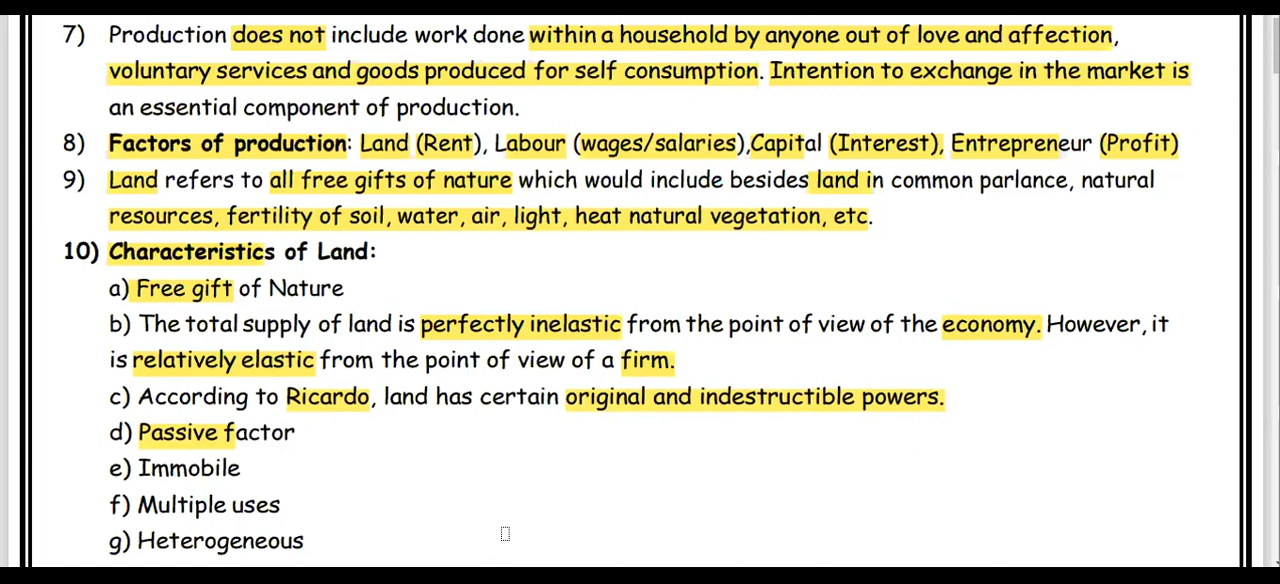 7) Production does not include work done within a household by anyone out of love and affection,
voluntary services and goods produced for self consumption. Intention to exchange in the market is
an essential component of production.
8) Factors of production: Land (Rent), Labour (wages/salaries),Capital (Interest), Entrepreneur (Profit)
9) Land refers to all free gifts of nature which would include besides land in common parlance, natural
resources, fertility of soil, water, air, light, heat natural vegetation, etc.
10) Characteristics of Land:
a) Free gift of Nature
b) The total supply of land is perfectly inelastic from the point of view of the economy. However, it
is relatively elastic from the point of view of a firm.
c) According to Ricardo, land has certain original and indestructible powers.
d) Passive factor
e) Immobile
f) Multiple uses
g) Heterogeneous